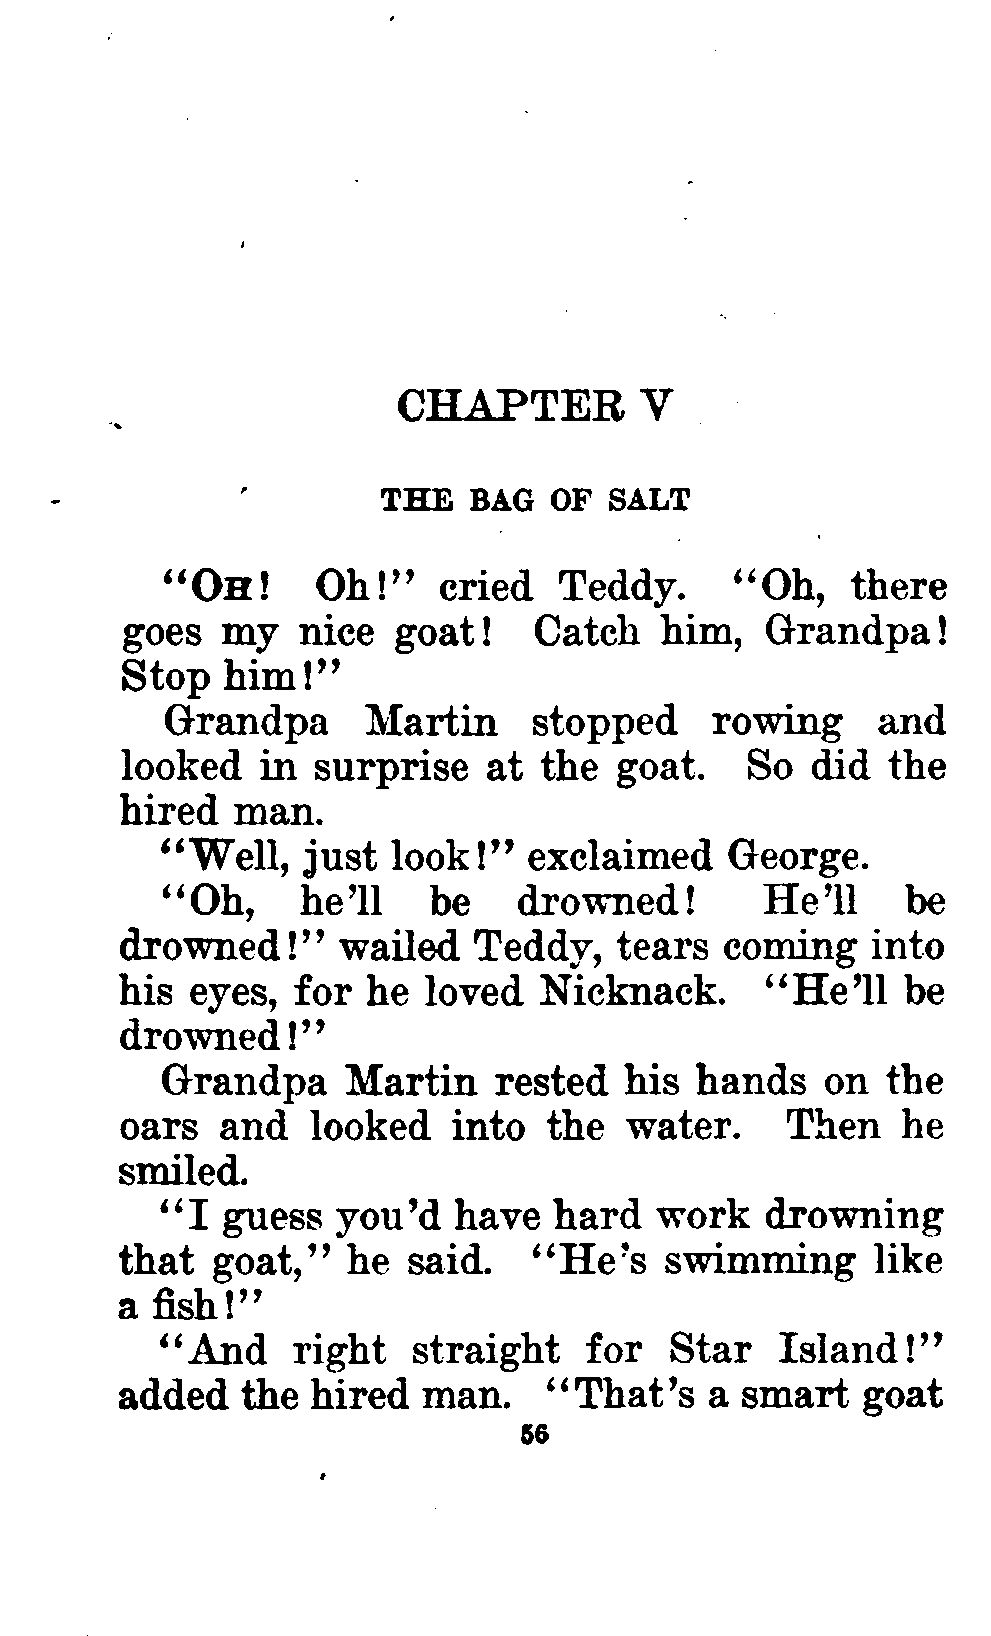 CHAPTER V
THE BAG OF SALT
“OH! Oh!” cried Teddy. “Oh, there
goes my nice goat! Catch him, Grandpa!
Stop him!”
Grandpa Martin stopped rowing and
looked in surprise at the goat. So did the
hired man.
“Well, just look!” exclaimed George.
“Oh, he’ll be drowned! He’ll be
drowned!” wailed Teddy, tears coming into
his eyes, for he loved Nicknack. “He’ll be
drowned!”
Grandpa Martin rested his hands on the
oars and looked into the water. Then he
smiled.
“I guess you’d have hard work drowning
that goat,” he said. “He’s swimming like
a fish!”
“And right straight for Star Island!”
added the hired man. “That’s a smart goat
56